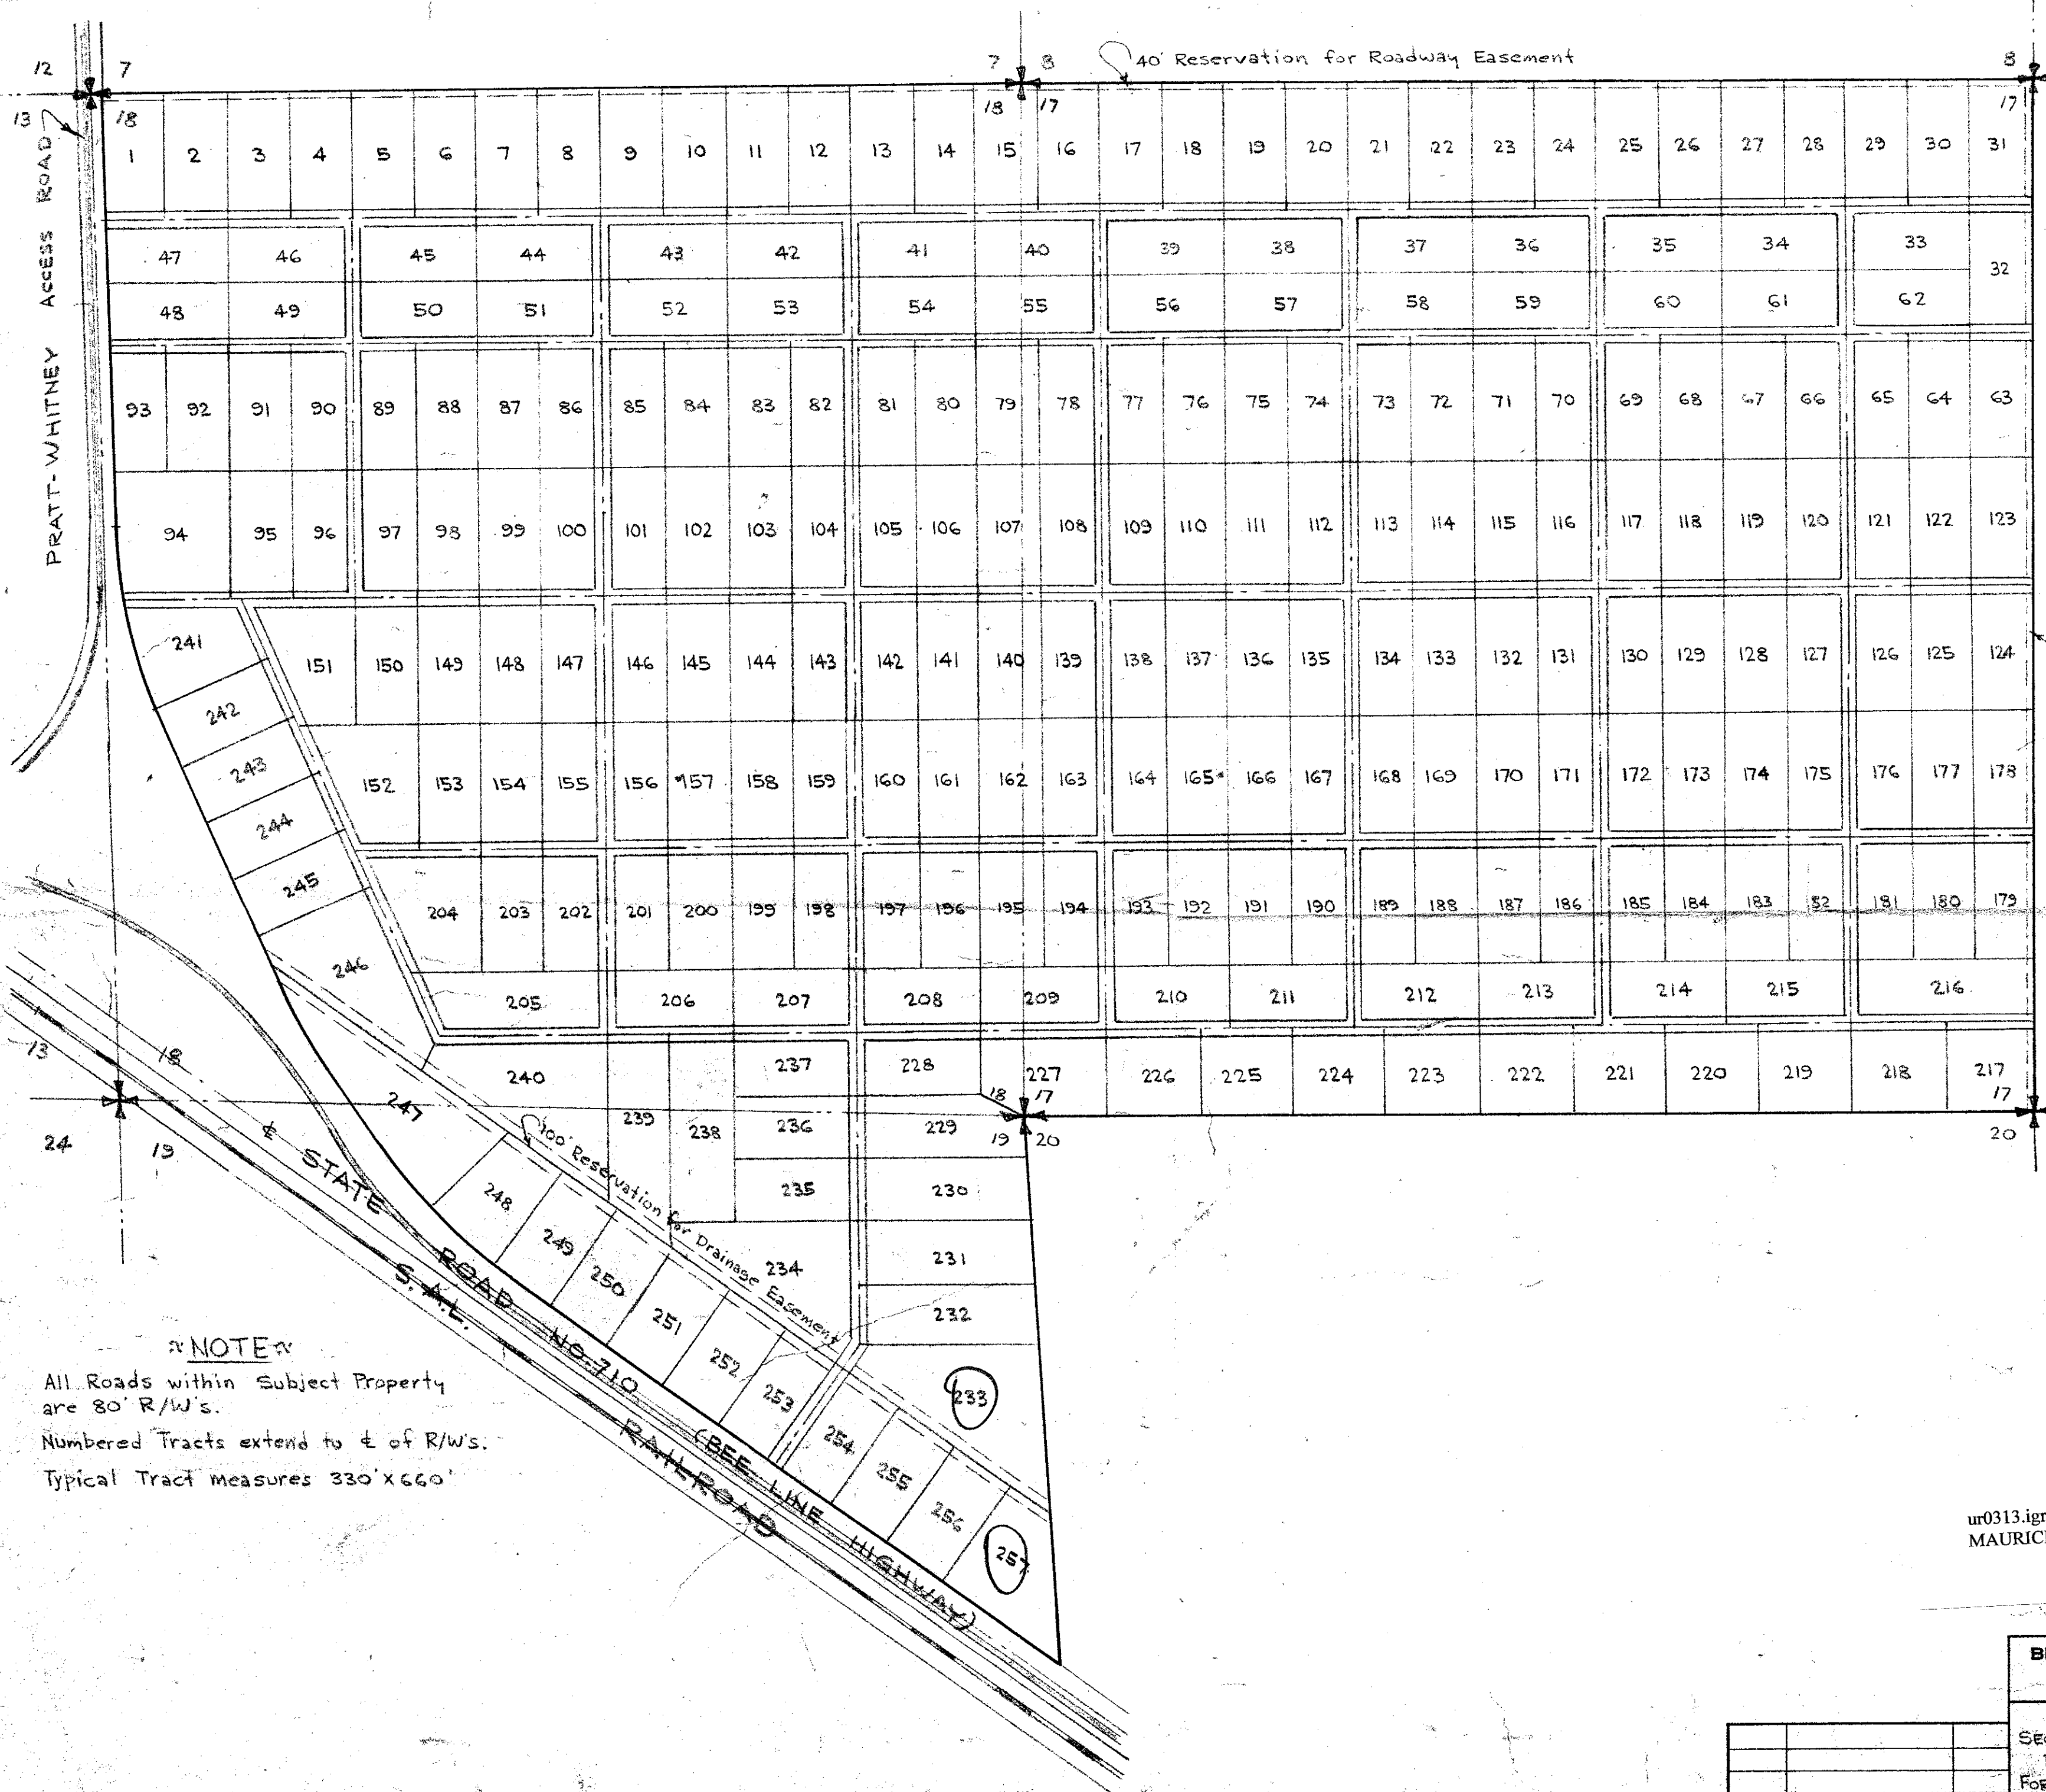 12 7 7 8 40' Reservation for Roadway Easement 8
13 18 18 17 17
PRATT-WHITNEY ACCESS ROAD
1 2 3 4 5 6 7 8 9 10 11 12 13 14 15 16 17 18 19 20 21 22 23 24 25 26 27 28 29 30 31
47 46 45 44 43 42 41 40 39 38 37 36 35 34 33
32
48 49 50 51 52 53 54 55 56 57 58 59 60 61 62
93 92 91 90 89 88 87 86 85 84 83 82 81 80 79 78 77 76 75 74 73 72 71 70 69 68 67 66 65 64 63
94 95 96 97 98 99 100 101 102 103 104 105 106 107 108 109 110 111 112 113 114 115 116 117 118 119 120 121 122 123
241
151 150 149 148 147 146 145 144 143 142 141 140 139 138 137 136 135 134 133 132 131 130 129 128 127 126 125 124
242
243
152 153 154 155 156 157 158 159 160 161 162 163 164 165 166 167 168 169 170 171 172 173 174 175 176 177 178
244
245
204 203 202 201 200 199 198 197 196 195 194 193 192 191 190 189 188 187 186 185 184 183 182 181 180 179
246
205 206 207 208 209 210 211 212 213 214 215 216
13 18
240 237 228 227 226 225 224 223 222 221 220 219 218 217
18 17 17
247 239 238 236 229
24 19 19 20 20
100' Reservation for Drainage Easement
235 230
248 249 250 251 252 253
234 231
232
233
254 255 256 257
℄ STATE ROAD NO. 710 (BEE LINE HIGHWAY)
S.A.L. RAILROAD
NOTE
All Roads within Subject Property
are 80' R/W's.
Numbered Tracts extend to ℄ of R/W's.
Typical Tract measures 330' X 660'
ur0313.igr